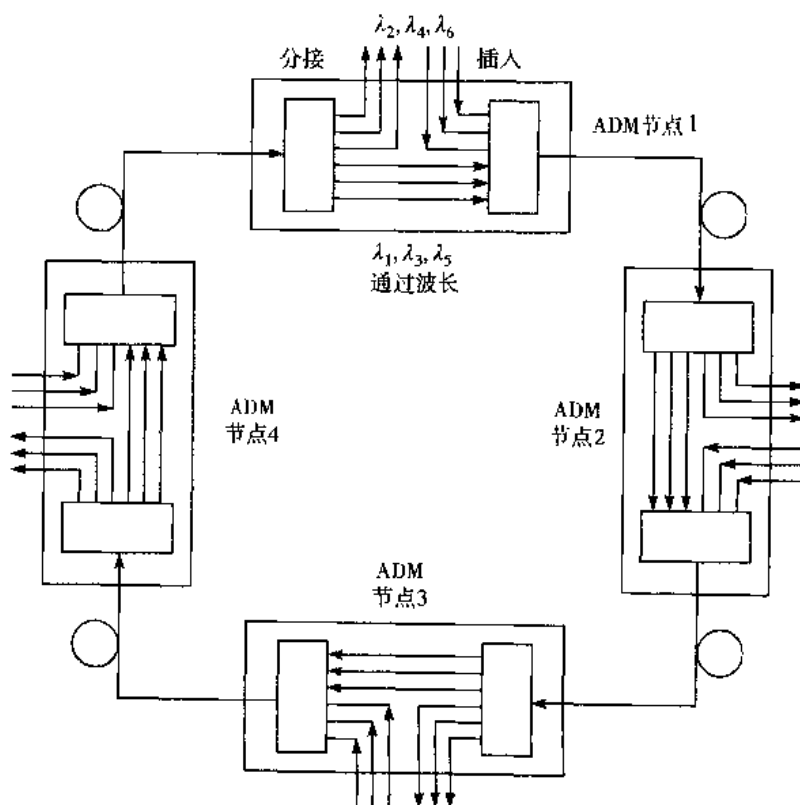 λ2, λ4, λ6
分接
插入
ADM节点1
λ1, λ3, λ5
通过波长
ADM
节点4
ADM
节点2
ADM
节点3